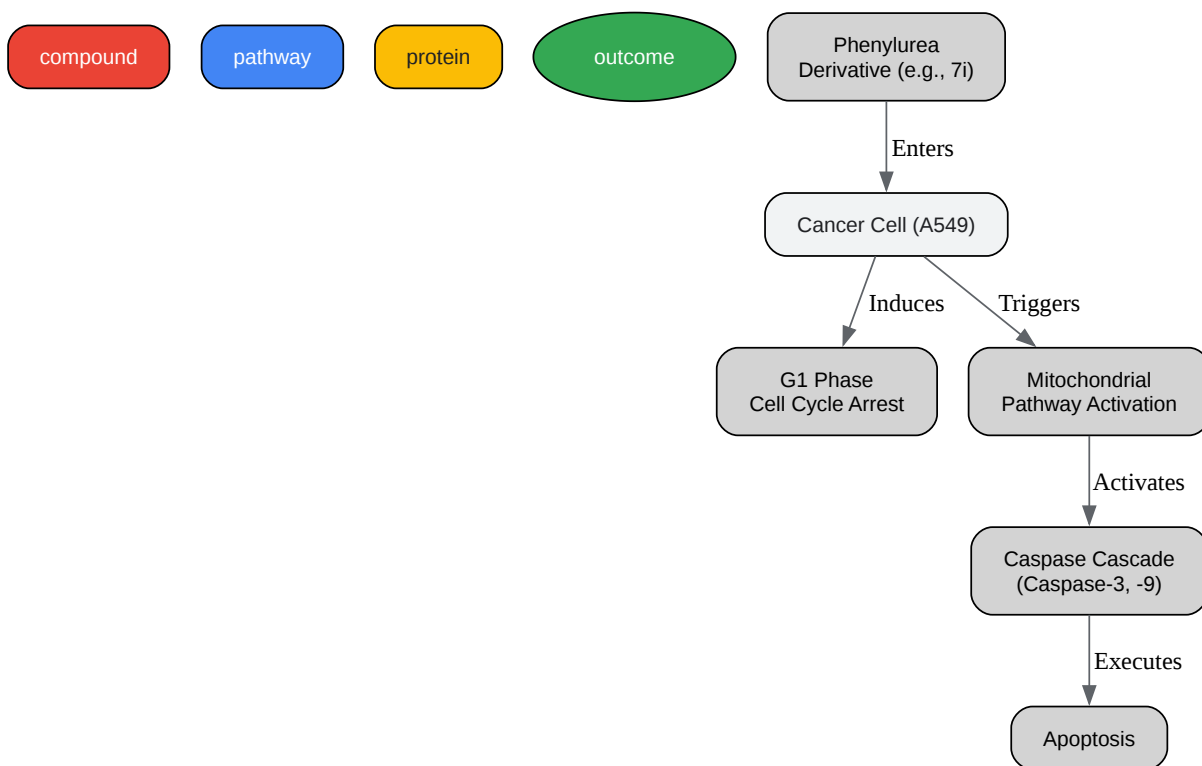 compound
pathway
protein
outcome
Phenylurea
Derivative (e.g., 7i)
Enters
Cancer Cell (A549)
Induces
Triggers
G1 Phase
Cell Cycle Arrest
Mitochondrial
Pathway Activation
Activates
Caspase Cascade
(Caspase-3, -9)
Executes
Apoptosis